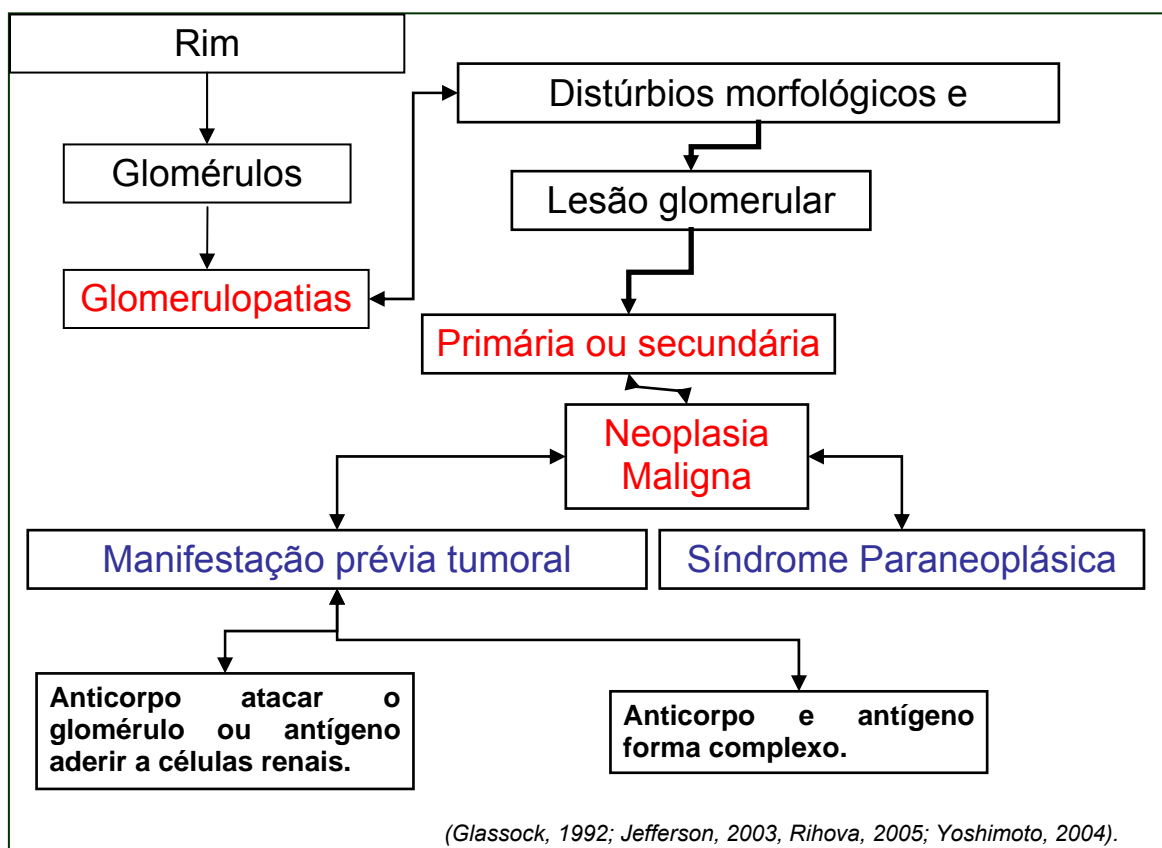 Rim
Distúrbios morfológicos e
Glomérulos
Lesão glomerular
Glomerulopatias
Primária ou secundária
Neoplasia
Maligna
Manifestação prévia tumoral
Síndrome Paraneoplásica
Anticorpo atacar o
glomérulo ou antígeno
aderir a células renais.
Anticorpo e antígeno
forma complexo.
(Glassock, 1992; Jefferson, 2003, Rihova, 2005; Yoshimoto, 2004).